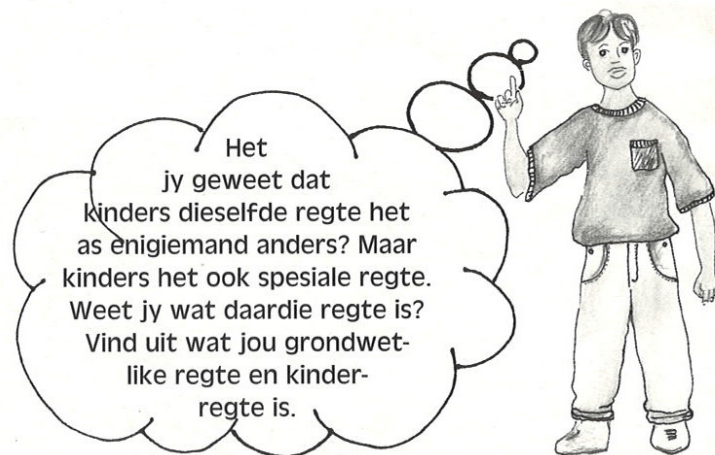 Het
jy geweet dat
kinders dieselfde regte het
as enigiemand anders? Maar
kinders het ook spesiale regte.
Weet jy wat daardie regte is?
Vind uit wat jou grondwet-
like regte en kinder-
regte is.